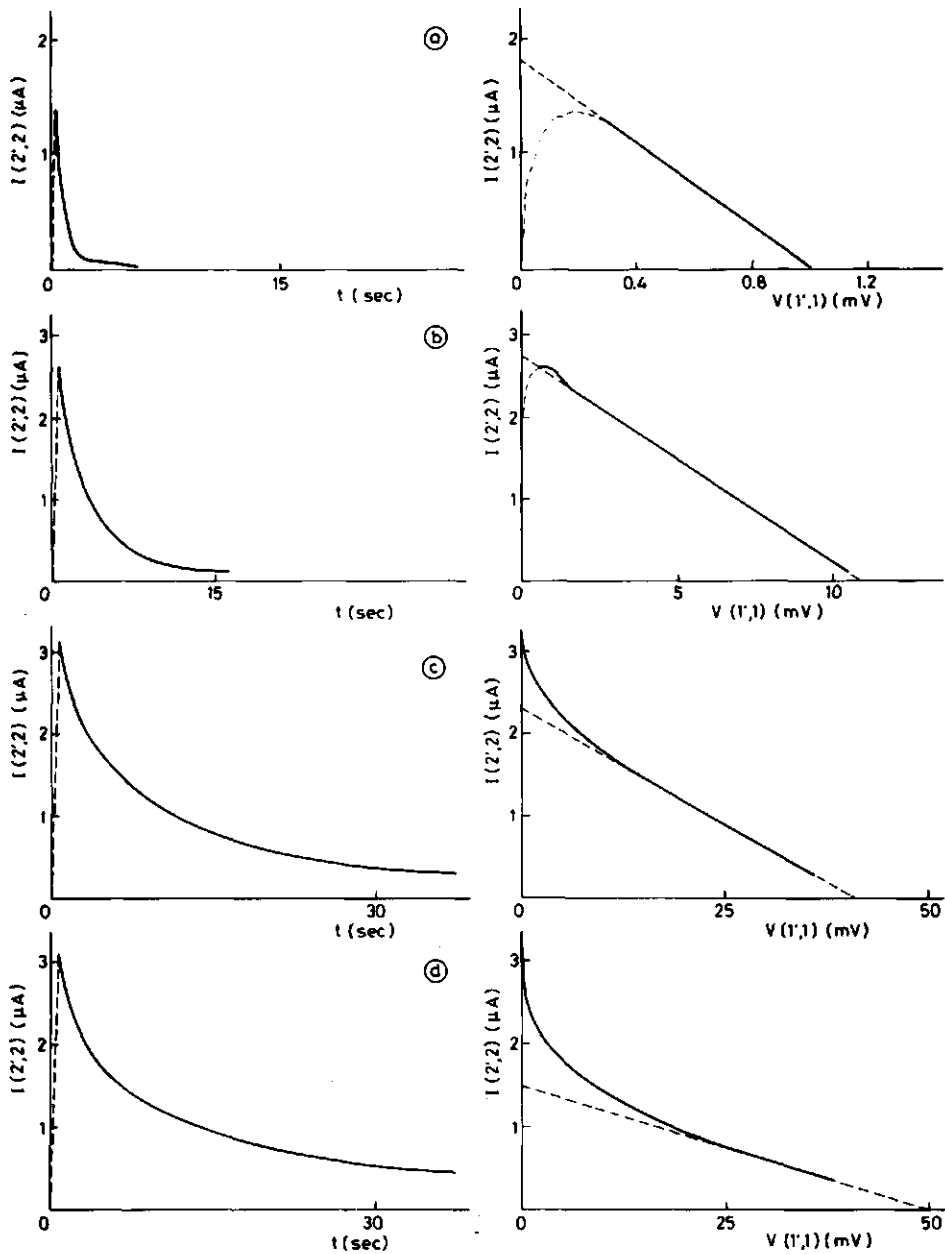 ⓐ
I (2',2) (μA)
2
1
0
15
t (sec)
I (2',2) (μA)
2
1
0
0.4
0.8
1.2
V (1',1) (mV)
ⓑ
I (2',2) (μA)
3
2
1
0
15
t (sec)
I (2',2) (μA)
3
2
1
0
5
10
V (1',1) (mV)
ⓒ
I (2',2) (μA)
3
2
1
0
30
t (sec)
I (2',2) (μA)
3
2
1
0
25
50
V (1',1) (mV)
ⓓ
I (2',2) (μA)
3
2
1
0
30
t (sec)
I (2',2) (μA)
3
2
1
0
25
50
V (1',1) (mV)